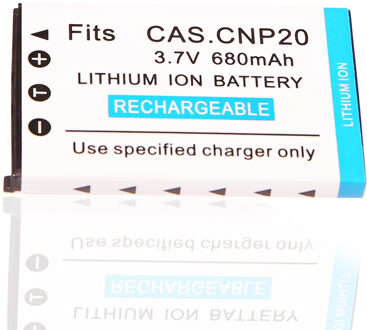 Fits CAS.CNP20
3.7V 680mAh
LITHIUM ION BATTERY
RECHARGEABLE
Use specified charger only
+
T
−
LITHIUM ION